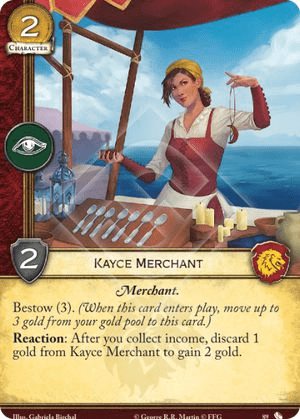 2
CHARACTER
2
KAYCE MERCHANT
Merchant.
Bestow (3). (When this card enters play, move up to
3 gold from your gold pool to this card.)
Reaction: After you collect income, discard 1
gold from Kayce Merchant to gain 2 gold.
Illus. Gabriela Birchal © George R.R. Martin © FFG